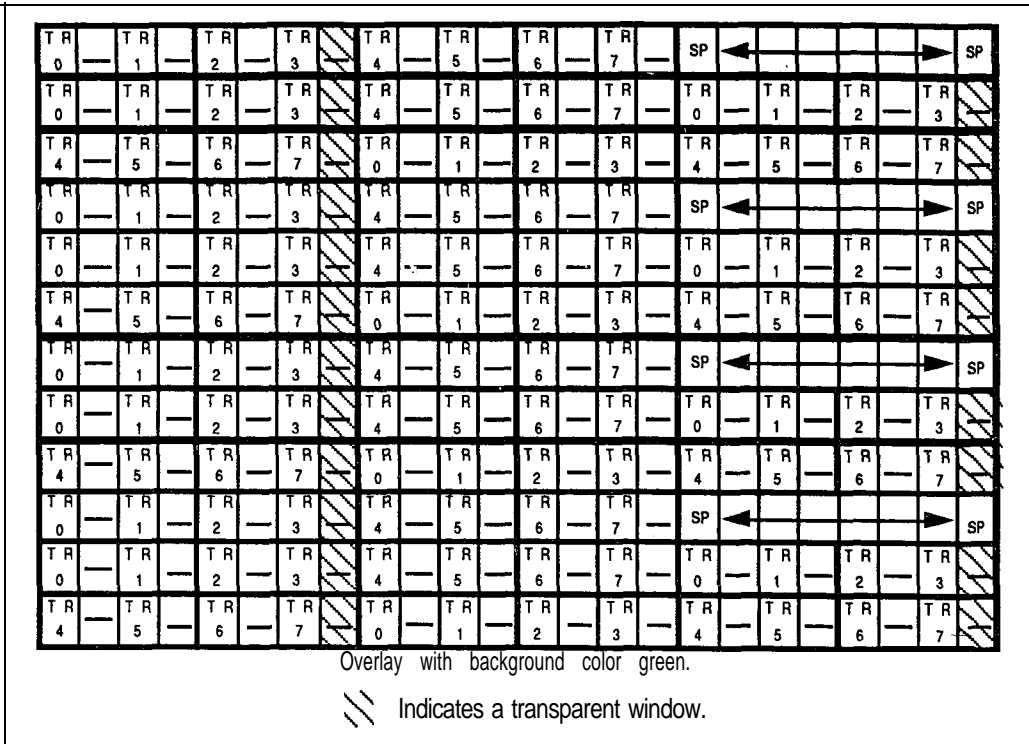 TR 0 — TR 1 — TR 2 — TR 3 — TR 4 — TR 5 — TR 6 — TR 7 — SP SP
TR 0 — TR 1 — TR 2 — TR 3 — TR 4 — TR 5 — TR 6 — TR 7 — TR 0 — TR 1 — TR 2 — TR 3 —
TR 4 — TR 5 — TR 6 — TR 7 — TR 0 — TR 1 — TR 2 — TR 3 — TR 4 — TR 5 — TR 6 — TR 7 —
TR 0 — TR 1 — TR 2 — TR 3 — TR 4 — TR 5 — TR 6 — TR 7 — SP SP
TR 0 — TR 1 — TR 2 — TR 3 — TR 4 — TR 5 — TR 6 — TR 7 — TR 0 — TR 1 — TR 2 — TR 3 —
TR 4 — TR 5 — TR 6 — TR 7 — TR 0 — TR 1 — TR 2 — TR 3 — TR 4 — TR 5 — TR 6 — TR 7 —
TR 0 — TR 1 — TR 2 — TR 3 — TR 4 — TR 5 — TR 6 — TR 7 — SP SP
TR 0 — TR 1 — TR 2 — TR 3 — TR 4 — TR 5 — TR 6 — TR 7 — TR 0 — TR 1 — TR 2 — TR 3 —
TR 4 — TR 5 — TR 6 — TR 7 — TR 0 — TR 1 — TR 2 — TR 3 — TR 4 — TR 5 — TR 6 — TR 7 —
TR 0 — TR 1 — TR 2 — TR 3 — TR 4 — TR 5 — TR 6 — TR 7 — SP SP
TR 0 — TR 1 — TR 2 — TR 3 — TR 4 — TR 5 — TR 6 — TR 7 — TR 0 — TR 1 — TR 2 — TR 3 —
TR 4 — TR 5 — TR 6 — TR 7 — TR 0 — TR 1 — TR 2 — TR 3 — TR 4 — TR 5 — TR 6 — TR 7 —
Overlay with background color green.
Indicates a transparent window.